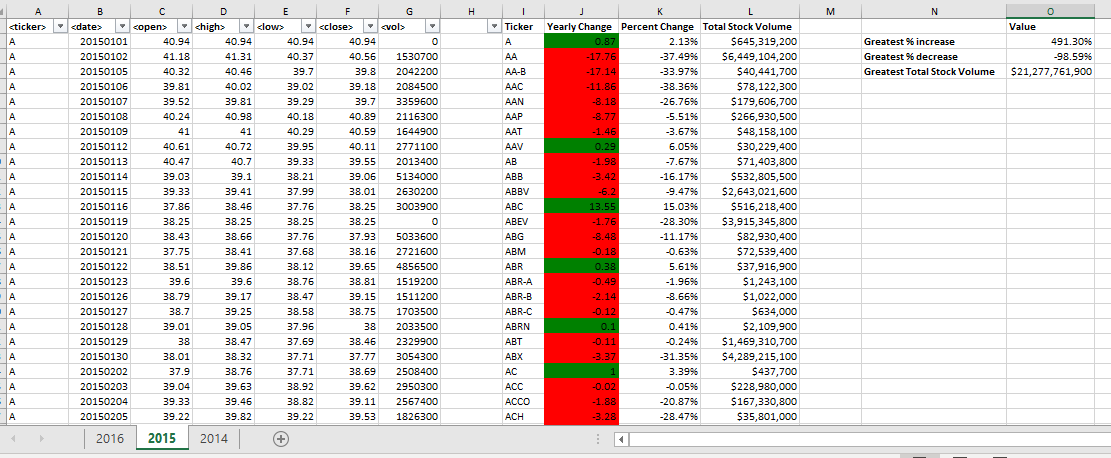 A B C D E F G H I J K L M N O
<ticker> <date> <open> <high> <low> <close> <vol> Ticker Yearly Change Percent Change Total Stock Volume Value
A 20150101 40.94 40.94 40.94 40.94 0 A 0.87 2.13% $645,319,200 Greatest % increase 491.30%
A 20150102 41.18 41.31 40.37 40.56 1530700 AA -17.76 -37.49% $6,449,104,200 Greatest % decrease -98.59%
A 20150105 40.32 40.46 39.7 39.8 2042200 AA-B -17.14 -33.97% $40,441,700 Greatest Total Stock Volume $21,277,761,900
A 20150106 39.81 40.02 39.02 39.18 2084500 AAC -11.86 -38.36% $78,122,300
A 20150107 39.52 39.81 39.29 39.7 3359600 AAN -8.18 -26.76% $179,606,700
A 20150108 40.24 40.98 40.18 40.89 2116300 AAP -8.77 -5.51% $266,930,500
A 20150109 41 41 40.28 40.59 1644900 AAT -1.46 -3.67% $48,158,100
A 20150112 40.61 40.72 39.95 40.11 2771100 AAV 0.29 6.05% $30,229,400
A 20150113 40.47 40.7 39.33 39.55 2013400 AB -1.98 -7.67% $71,403,800
A 20150114 39.03 39.1 38.21 39.06 5134000 ABB -3.42 -16.17% $532,805,500
A 20150115 39.33 39.41 37.99 38.01 2630200 ABBV -6.2 -9.47% $2,643,021,600
A 20150116 37.86 38.46 37.76 38.25 3003900 ABC 13.55 15.03% $516,218,400
A 20150119 38.25 38.25 38.25 38.25 0 ABEV -1.76 -28.30% $3,915,345,800
A 20150120 38.43 38.66 37.76 37.93 5033600 ABG -8.48 -11.17% $82,930,400
A 20150121 37.75 38.41 37.68 38.16 2721600 ABM -0.18 -0.63% $72,539,400
A 20150122 38.51 39.86 38.12 39.65 4856500 ABR 0.38 5.61% $37,916,900
A 20150123 39.6 39.6 38.76 38.81 1519200 ABR-A -0.49 -1.96% $1,243,100
A 20150126 38.79 39.17 38.47 39.15 1511200 ABR-B -2.14 -8.66% $1,022,000
A 20150127 38.7 39.25 38.58 38.75 1703500 ABR-C -0.12 -0.47% $634,000
A 20150128 39.01 39.05 37.96 38 2033500 ABRN 0.1 0.41% $2,109,900
A 20150129 38 38.47 37.69 38.46 2329900 ABT -0.11 -0.24% $1,469,310,700
A 20150130 38.01 38.32 37.71 37.77 3054300 ABX -3.37 -31.35% $4,289,215,100
A 20150202 37.9 38.76 37.71 38.69 2508400 AC 1 3.39% $437,700
A 20150203 39.04 39.63 38.92 39.62 2950300 ACC -0.02 -0.05% $228,980,000
A 20150204 39.33 39.46 38.82 39.11 2567400 ACCO -1.88 -20.87% $167,330,800
A 20150205 39.22 39.82 39.22 39.53 1826300 ACH -3.28 -28.47% $35,801,000
2016 2015 2014